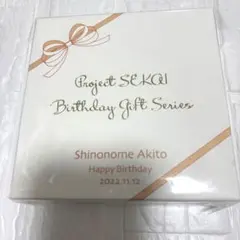 Project SEKAI
Birthday Gift Series
Shinonome Akito
Happy Birthday
2022.11.12